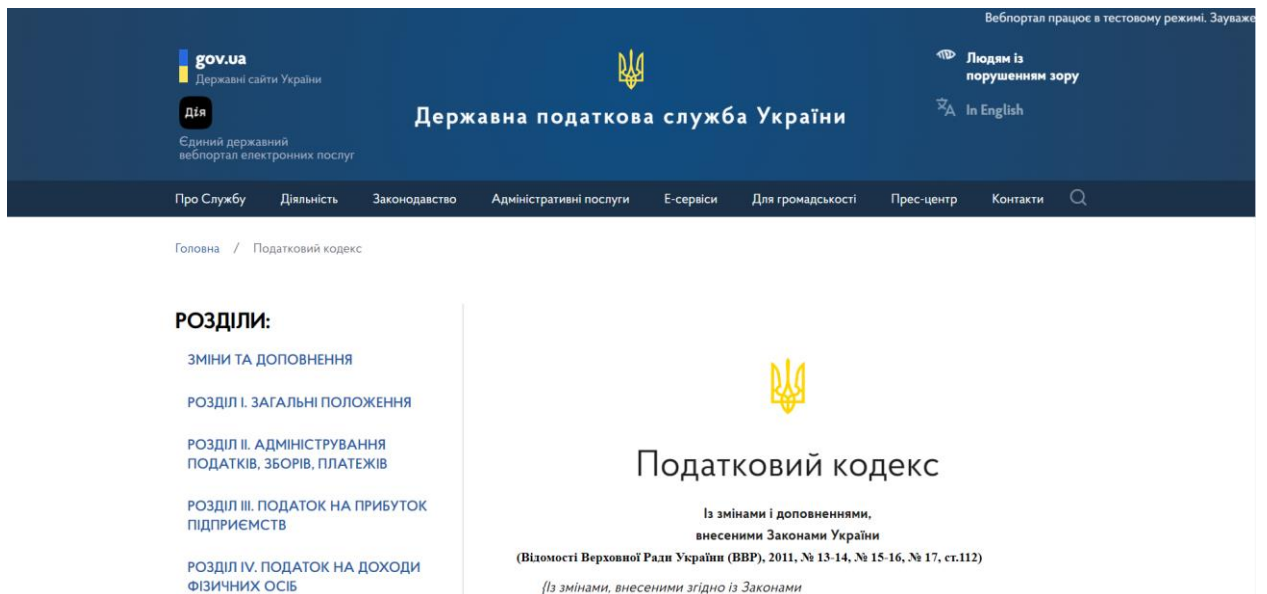 Вебпортал працює в тестовому режимі. Зауваже
gov.ua
Державні сайти України
Дія
Єдиний державний
вебпортал електронних послуг
Державна податкова служба України
Людям із
порушенням зору
In English
Про Службу Діяльність Законодавство Адміністративні послуги Е-сервіси Для громадськості Прес-центр Контакти
Головна / Податковий кодекс
РОЗДІЛИ:
ЗМІНИ ТА ДОПОВНЕННЯ
РОЗДІЛ I. ЗАГАЛЬНІ ПОЛОЖЕННЯ
РОЗДІЛ II. АДМІНІСТРУВАННЯ
ПОДАТКІВ, ЗБОРІВ, ПЛАТЕЖІВ
РОЗДІЛ III. ПОДАТОК НА ПРИБУТОК
ПІДПРИЄМСТВ
РОЗДІЛ IV. ПОДАТОК НА ДОХОДИ
ФІЗИЧНИХ ОСІБ
Податковий кодекс
Із змінами і доповненнями,
внесеними Законами України
(Відомості Верховної Ради України (ВВР), 2011, № 13-14, № 15-16, № 17, ст.112)
{Із змінами, внесеними згідно із Законами